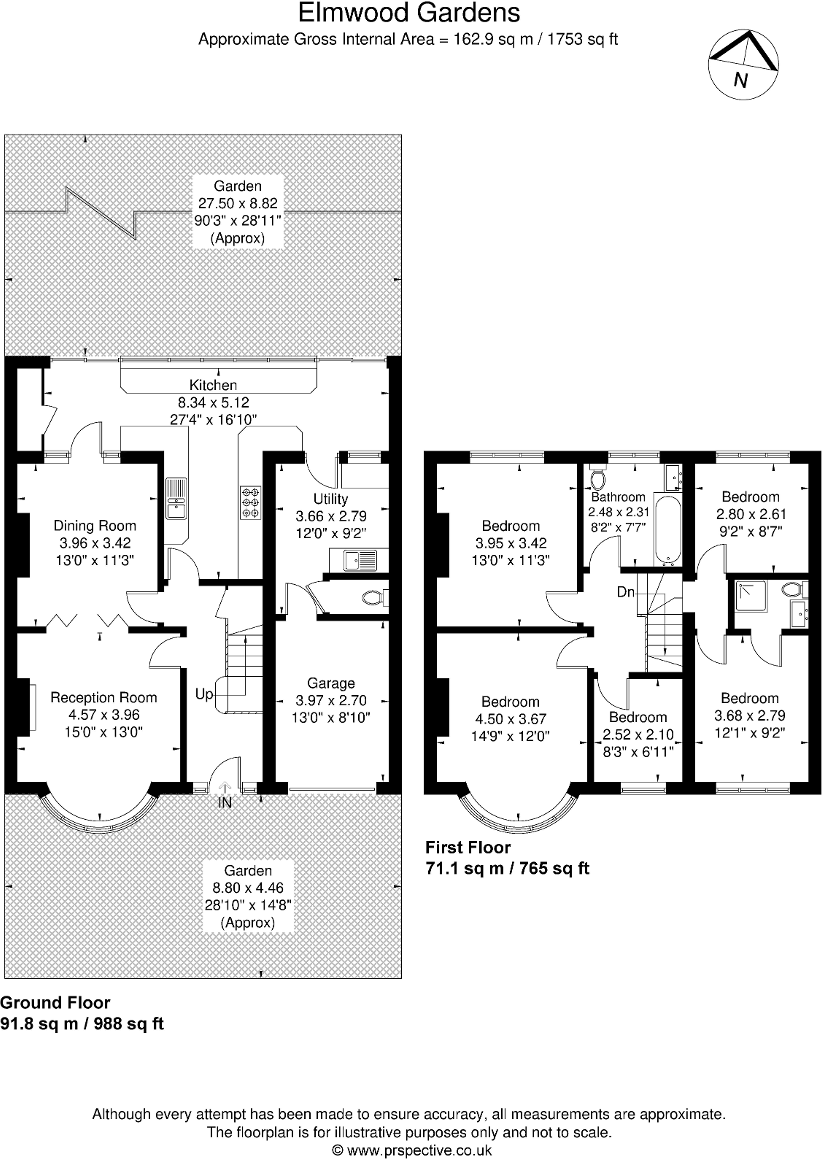 Elmwood Gardens
Approximate Gross Internal Area = 162.9 sq m / 1753 sq ft
N
Garden
27.50 x 8.82
90'3" x 28'11"
(Approx)
Kitchen
8.34 x 5.12
27'4" x 16'10"
Utility
3.66 x 2.79
12'0" x 9'2"
Dining Room
3.96 x 3.42
13'0" x 11'3"
Reception Room
4.57 x 3.96
15'0" x 13'0"
Up
Garage
3.97 x 2.70
13'0" x 8'10"
IN
Garden
8.80 x 4.46
28'10" x 14'8"
(Approx)
Ground Floor
91.8 sq m / 988 sq ft
Bedroom
3.95 x 3.42
13'0" x 11'3"
Bathroom
2.48 x 2.31
8'2" x 7'7"
Bedroom
2.80 x 2.61
9'2" x 8'7"
Dn
Bedroom
4.50 x 3.67
14'9" x 12'0"
Bedroom
2.52 x 2.10
8'3" x 6'11"
Bedroom
3.68 x 2.79
12'1" x 9'2"
First Floor
71.1 sq m / 765 sq ft
Although every attempt has been made to ensure accuracy, all measurements are approximate.
The floorplan is for illustrative purposes only and not to scale.
© www.prspective.co.uk